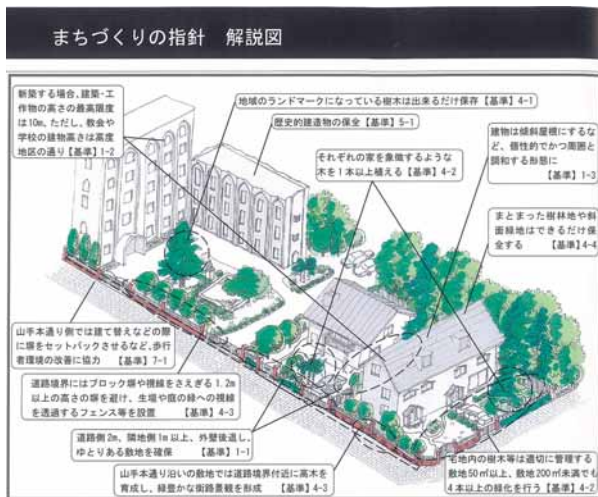 まちづくりの指針 解説図
新築する場合、建築・工
作物の高さの最高限度
は10m。ただし、教会や
学校の建物高さは高度
地区の通り【基準】1-2
地域のランドマークになっている樹木は出来るだけ保存【基準】4-1
歴史的建造物の保全【基準】5-1
それぞれの家を象徴するような
木を1本以上植える【基準】4-2
建物は傾斜屋根にするな
ど、個性的でかつ周囲と
調和する形態に
【基準】1-3
まとまった樹林地や斜
面緑地はできるだけ保
全する 【基準】4-4
山手本通り側では建て替えなどの際
に塀をセットバックさせるなど、歩行
者環境の改善に協力 【基準】7-1
道路境界にはブロック塀や視線をさえぎる1.2m
以上の高さの塀を避け、生垣や庭の緑への視線
を透過するフェンス等を設置 【基準】4-3
道路側2m、隣地側1m以上、外壁後退し、
ゆとりある敷地を確保 【基準】1-1
山手本通り沿いの敷地では道路境界付近に高木を
育成し、緑豊かな街路景観を形成 【基準】4-3
宅地内の樹木等は適切に管理する
敷地50㎡以上、敷地200㎡未満でも
4本以上の緑化を行う【基準】4-2